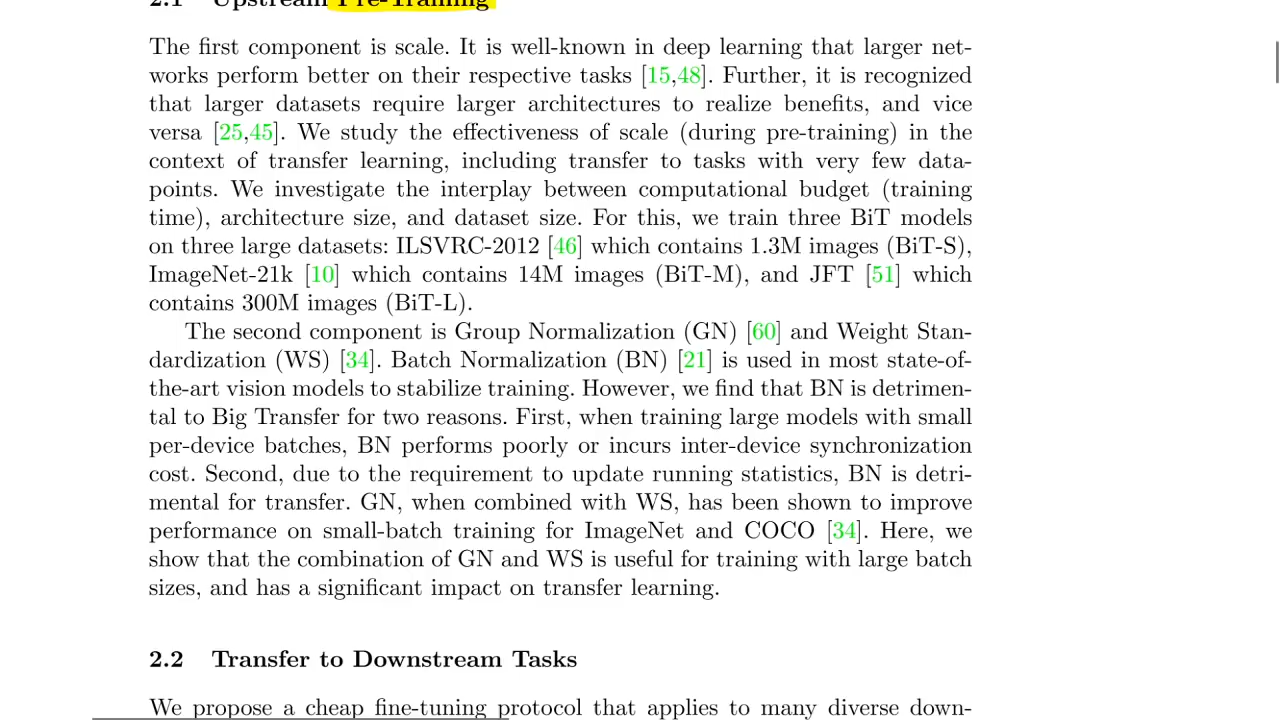 2.1 Upstream Pre-Training
The first component is scale. It is well-known in deep learning that larger net-
works perform better on their respective tasks [15,48]. Further, it is recognized
that larger datasets require larger architectures to realize benefits, and vice
versa [25,45]. We study the effectiveness of scale (during pre-training) in the
context of transfer learning, including transfer to tasks with very few data-
points. We investigate the interplay between computational budget (training
time), architecture size, and dataset size. For this, we train three BiT models
on three large datasets: ILSVRC-2012 [46] which contains 1.3M images (BiT-S),
ImageNet-21k [10] which contains 14M images (BiT-M), and JFT [51] which
contains 300M images (BiT-L).
The second component is Group Normalization (GN) [60] and Weight Stan-
dardization (WS) [34]. Batch Normalization (BN) [21] is used in most state-of-
the-art vision models to stabilize training. However, we find that BN is detrimen-
tal to Big Transfer for two reasons. First, when training large models with small
per-device batches, BN performs poorly or incurs inter-device synchronization
cost. Second, due to the requirement to update running statistics, BN is detri-
mental for transfer. GN, when combined with WS, has been shown to improve
performance on small-batch training for ImageNet and COCO [34]. Here, we
show that the combination of GN and WS is useful for training with large batch
sizes, and has a significant impact on transfer learning.
2.2 Transfer to Downstream Tasks
We propose a cheap fine-tuning protocol that applies to many diverse down-